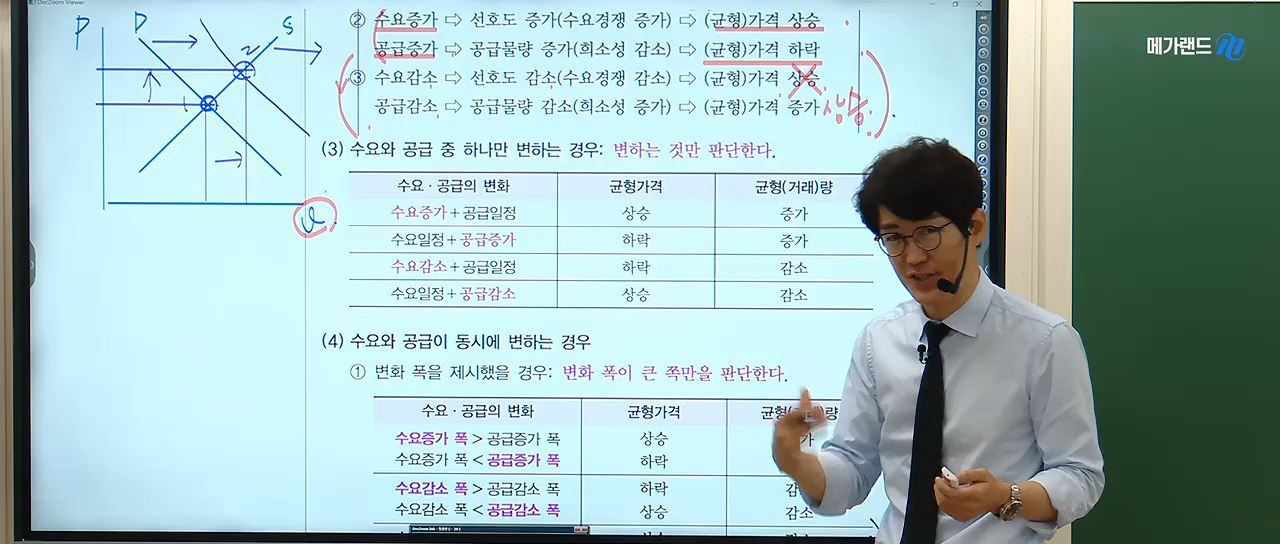 DocZoom Viewer
메가랜드
P
D
S
2
1
Q
② 수요증가 ⇨ 선호도 증가(수요경쟁 증가) ⇨ (균형)가격 상승
공급증가 ⇨ 공급물량 증가(희소성 감소) ⇨ (균형)가격 하락
③ 수요감소 ⇨ 선호도 감소(수요경쟁 감소) ⇨ (균형)가격 상승
공급감소 ⇨ 공급물량 감소(희소성 증가) ⇨ (균형)가격 증가 상승.
(3) 수요와 공급 중 하나만 변하는 경우: 변하는 것만 판단한다.
수요 · 공급의 변화 균형가격 균형(거래)량
수요증가 + 공급일정 상승 증가
수요일정 + 공급증가 하락 증가
수요감소 + 공급일정 하락 감소
수요일정 + 공급감소 상승 감소
(4) 수요와 공급이 동시에 변하는 경우
① 변화 폭을 제시했을 경우: 변화 폭이 큰 쪽만을 판단한다.
수요 · 공급의 변화 균형가격
수요증가 폭 > 공급증가 폭 상승
수요증가 폭 < 공급증가 폭 하락
수요감소 폭 > 공급감소 폭 하락
수요감소 폭 < 공급감소 폭 상승 감소